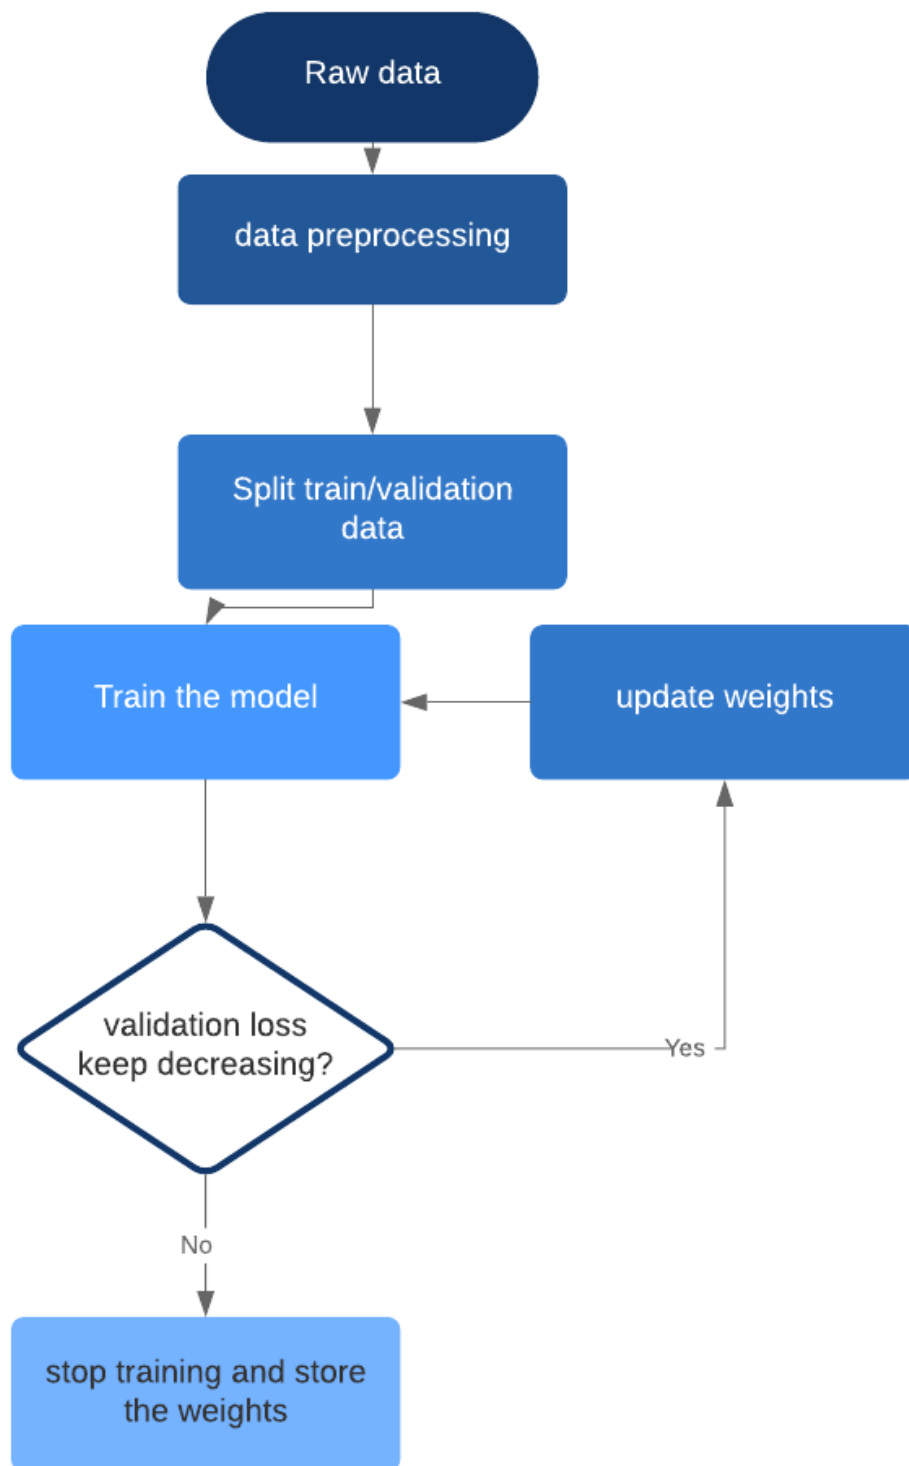 Raw data
data preprocessing
Split train/validation
data
Train the model
update weights
validation loss
keep decreasing?
Yes
No
stop training and store
the weights